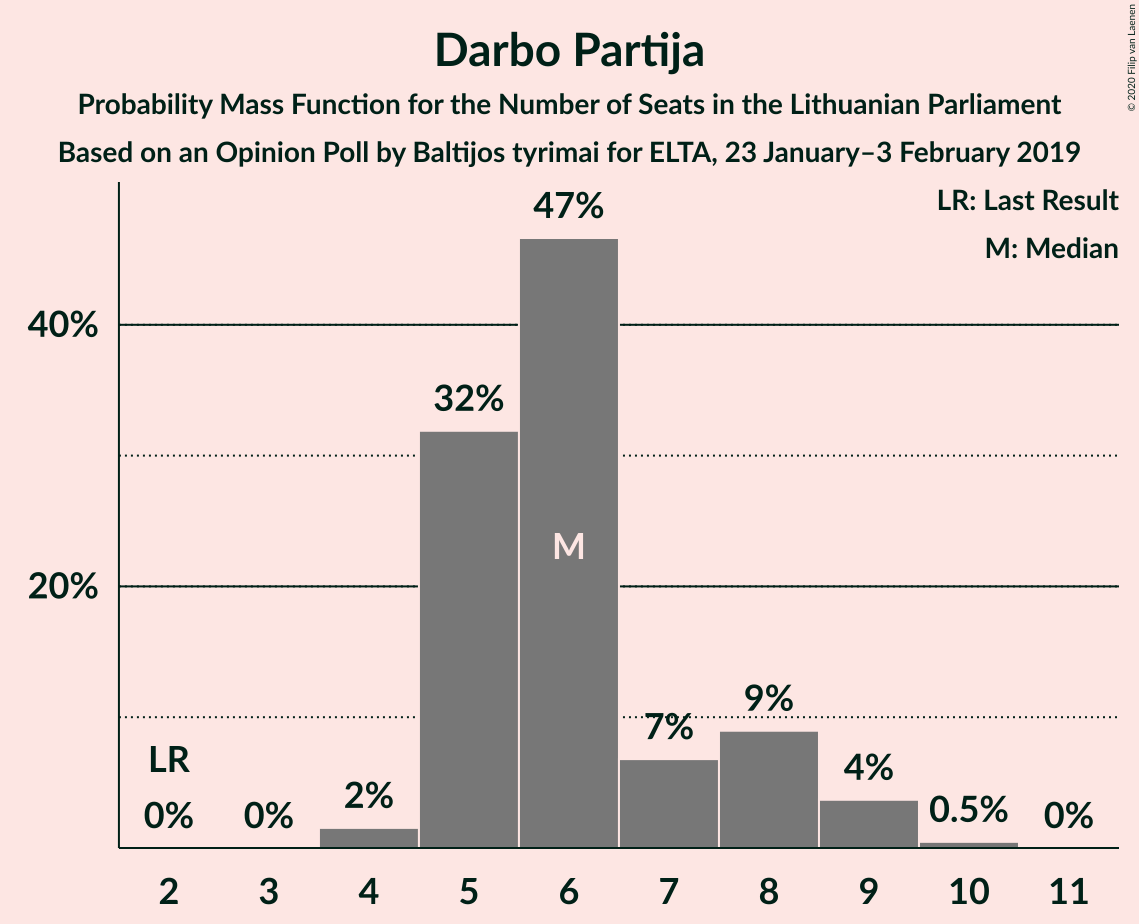 Darbo Partija
Probability Mass Function for the Number of Seats in the Lithuanian Parliament
Based on an Opinion Poll by Baltijos tyrimai for ELTA, 23 January–3 February 2019
© 2020 Filip van Laenen
LR: Last Result
M: Median
47%
40%
32%
M
20%
9%
7%
LR
4%
2%
0.5%
0% 0% 0%
2 3 4 5 6 7 8 9 10 11